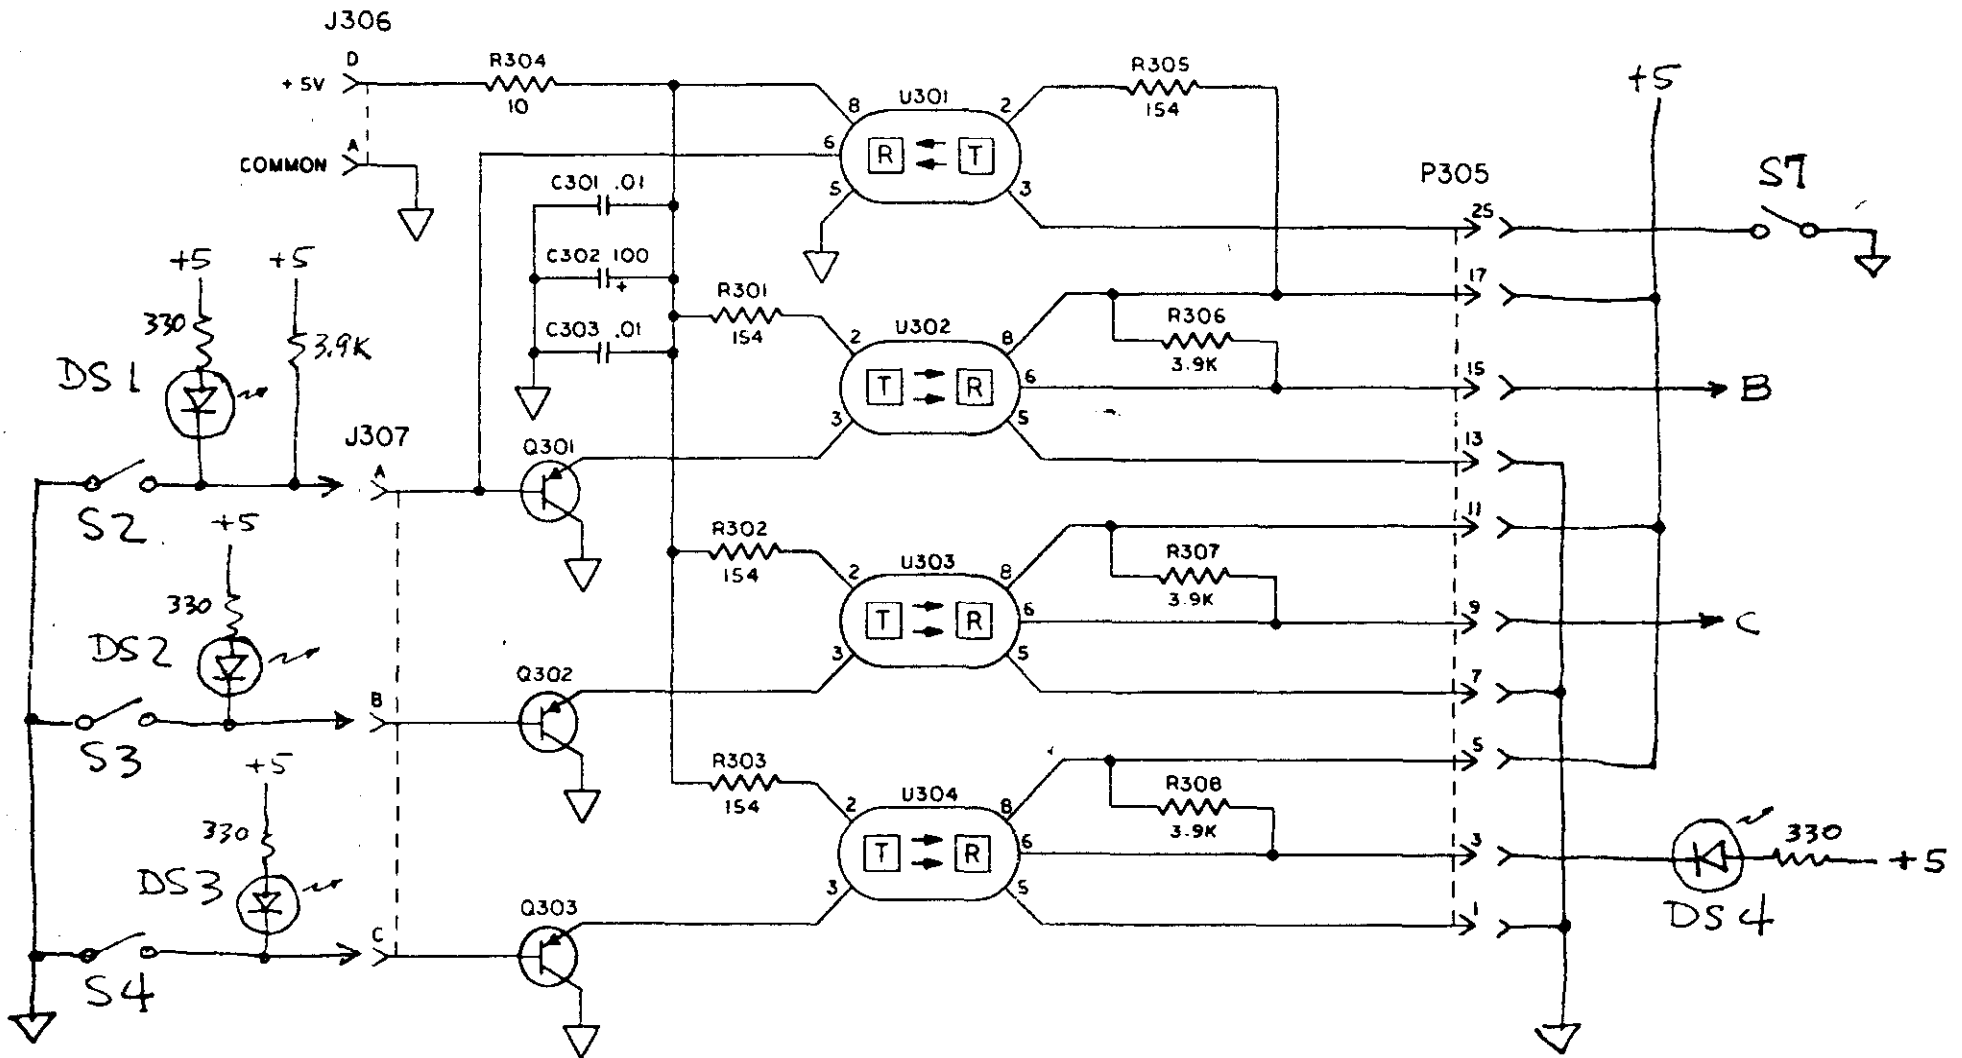 J306
D
+5V
R304
10
A
COMMON
C301 .01
C302 100
+
C303 .01
8
6
5
U301
R
T
2
3
R305
154
P305
25
17
15
13
11
9
7
5
3
1
+5
S7
B
C
+5
+5
330
3.9K
DS1
J307
A
S2
Q301
R301
154
2
3
U302
T
R
8
6
5
R306
3.9K
+5
330
DS2
B
S3
Q302
R302
154
2
3
U303
T
R
8
6
5
R307
3.9K
+5
330
DS3
C
S4
Q303
R303
154
2
3
U304
T
R
8
6
5
R308
3.9K
330
+5
DS4